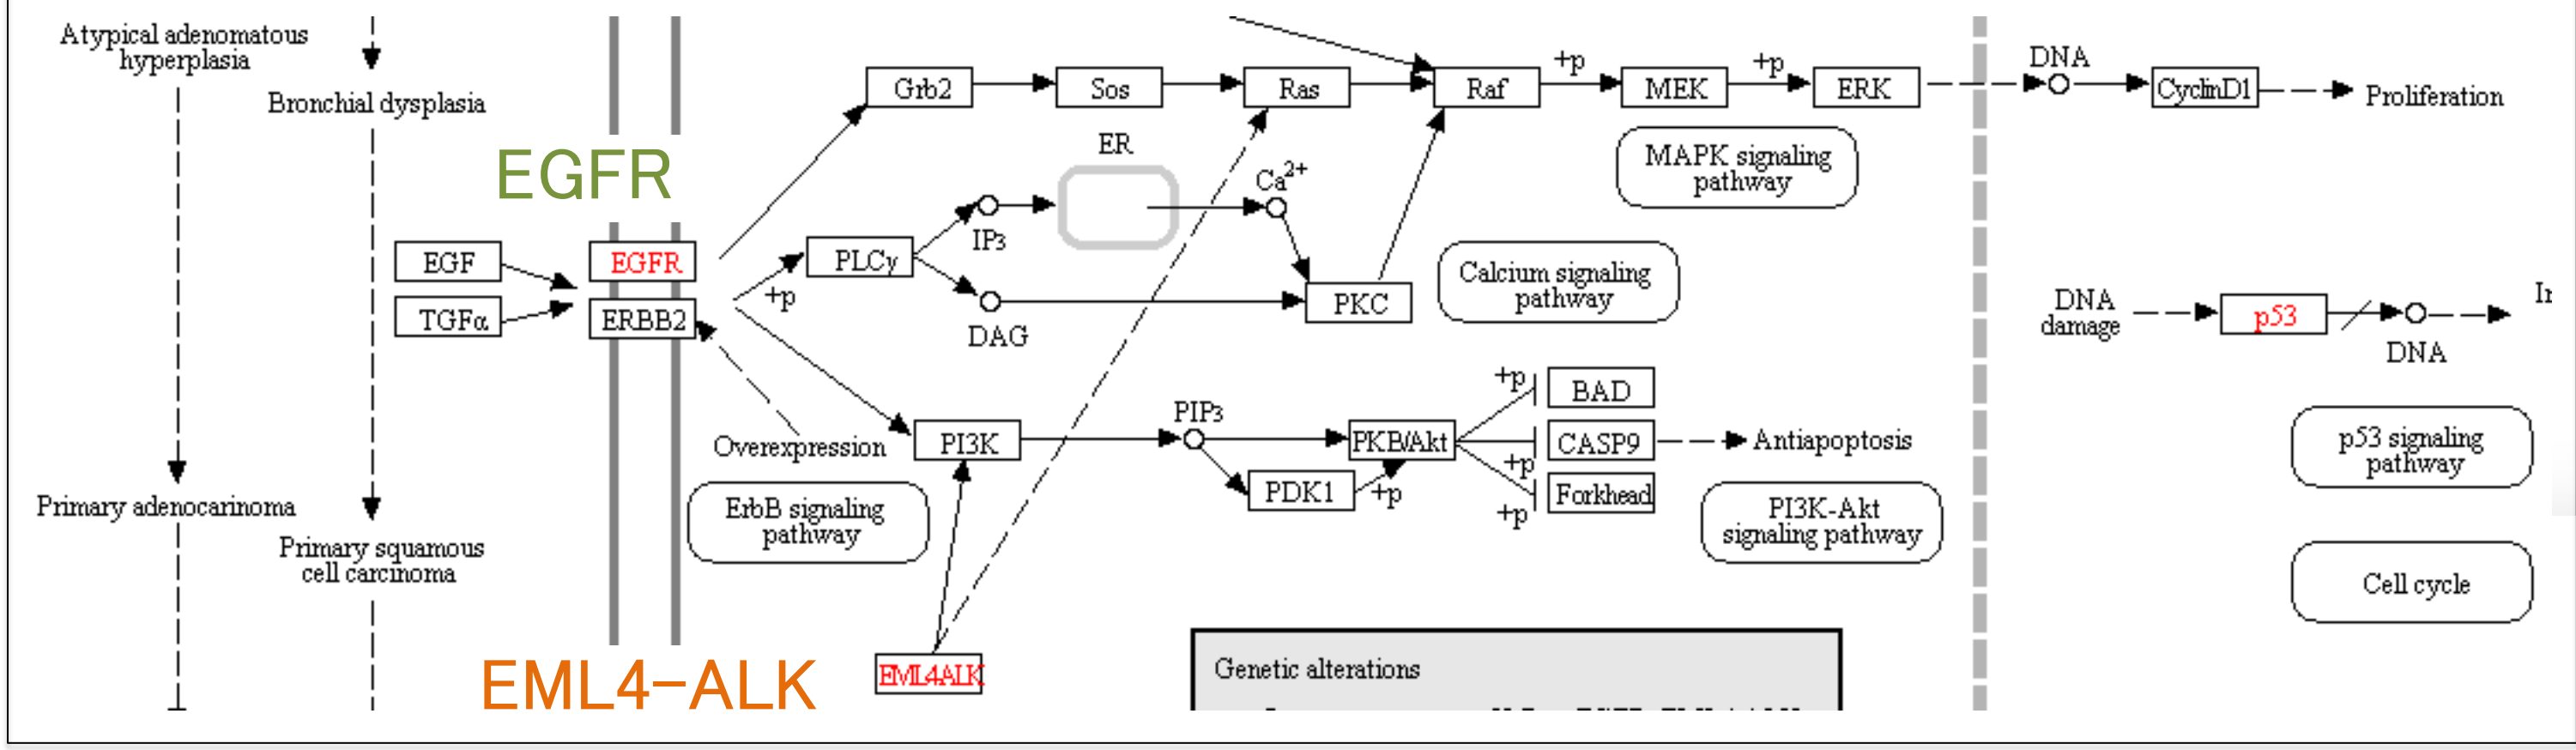 Atypical adenomatous
hyperplasia
Bronchial dysplasia
EGFR
EGF
TGFα
EGFR
ERBB2
Grb2
Sos
Ras
Raf
+p
MEK
+p
ERK
DNA
CyclinD1
Proliferation
MAPK signaling
pathway
ER
Ca2+
IP3
PLCγ
+p
DAG
PKC
Calcium signaling
pathway
DNA
damage
p53
DNA
Overexpression
PI3K
PIP3
PKB/Akt
PDK1
+p
+p
BAD
CASP9
+p
Forkhead
+p
Antiapoptosis
ErbB signaling
pathway
PI3K-Akt
signaling pathway
p53 signaling
pathway
Cell cycle
Primary adenocarinoma
Primary squamous
cell carcinoma
EML4-ALK
EML4ALK
Genetic alterations